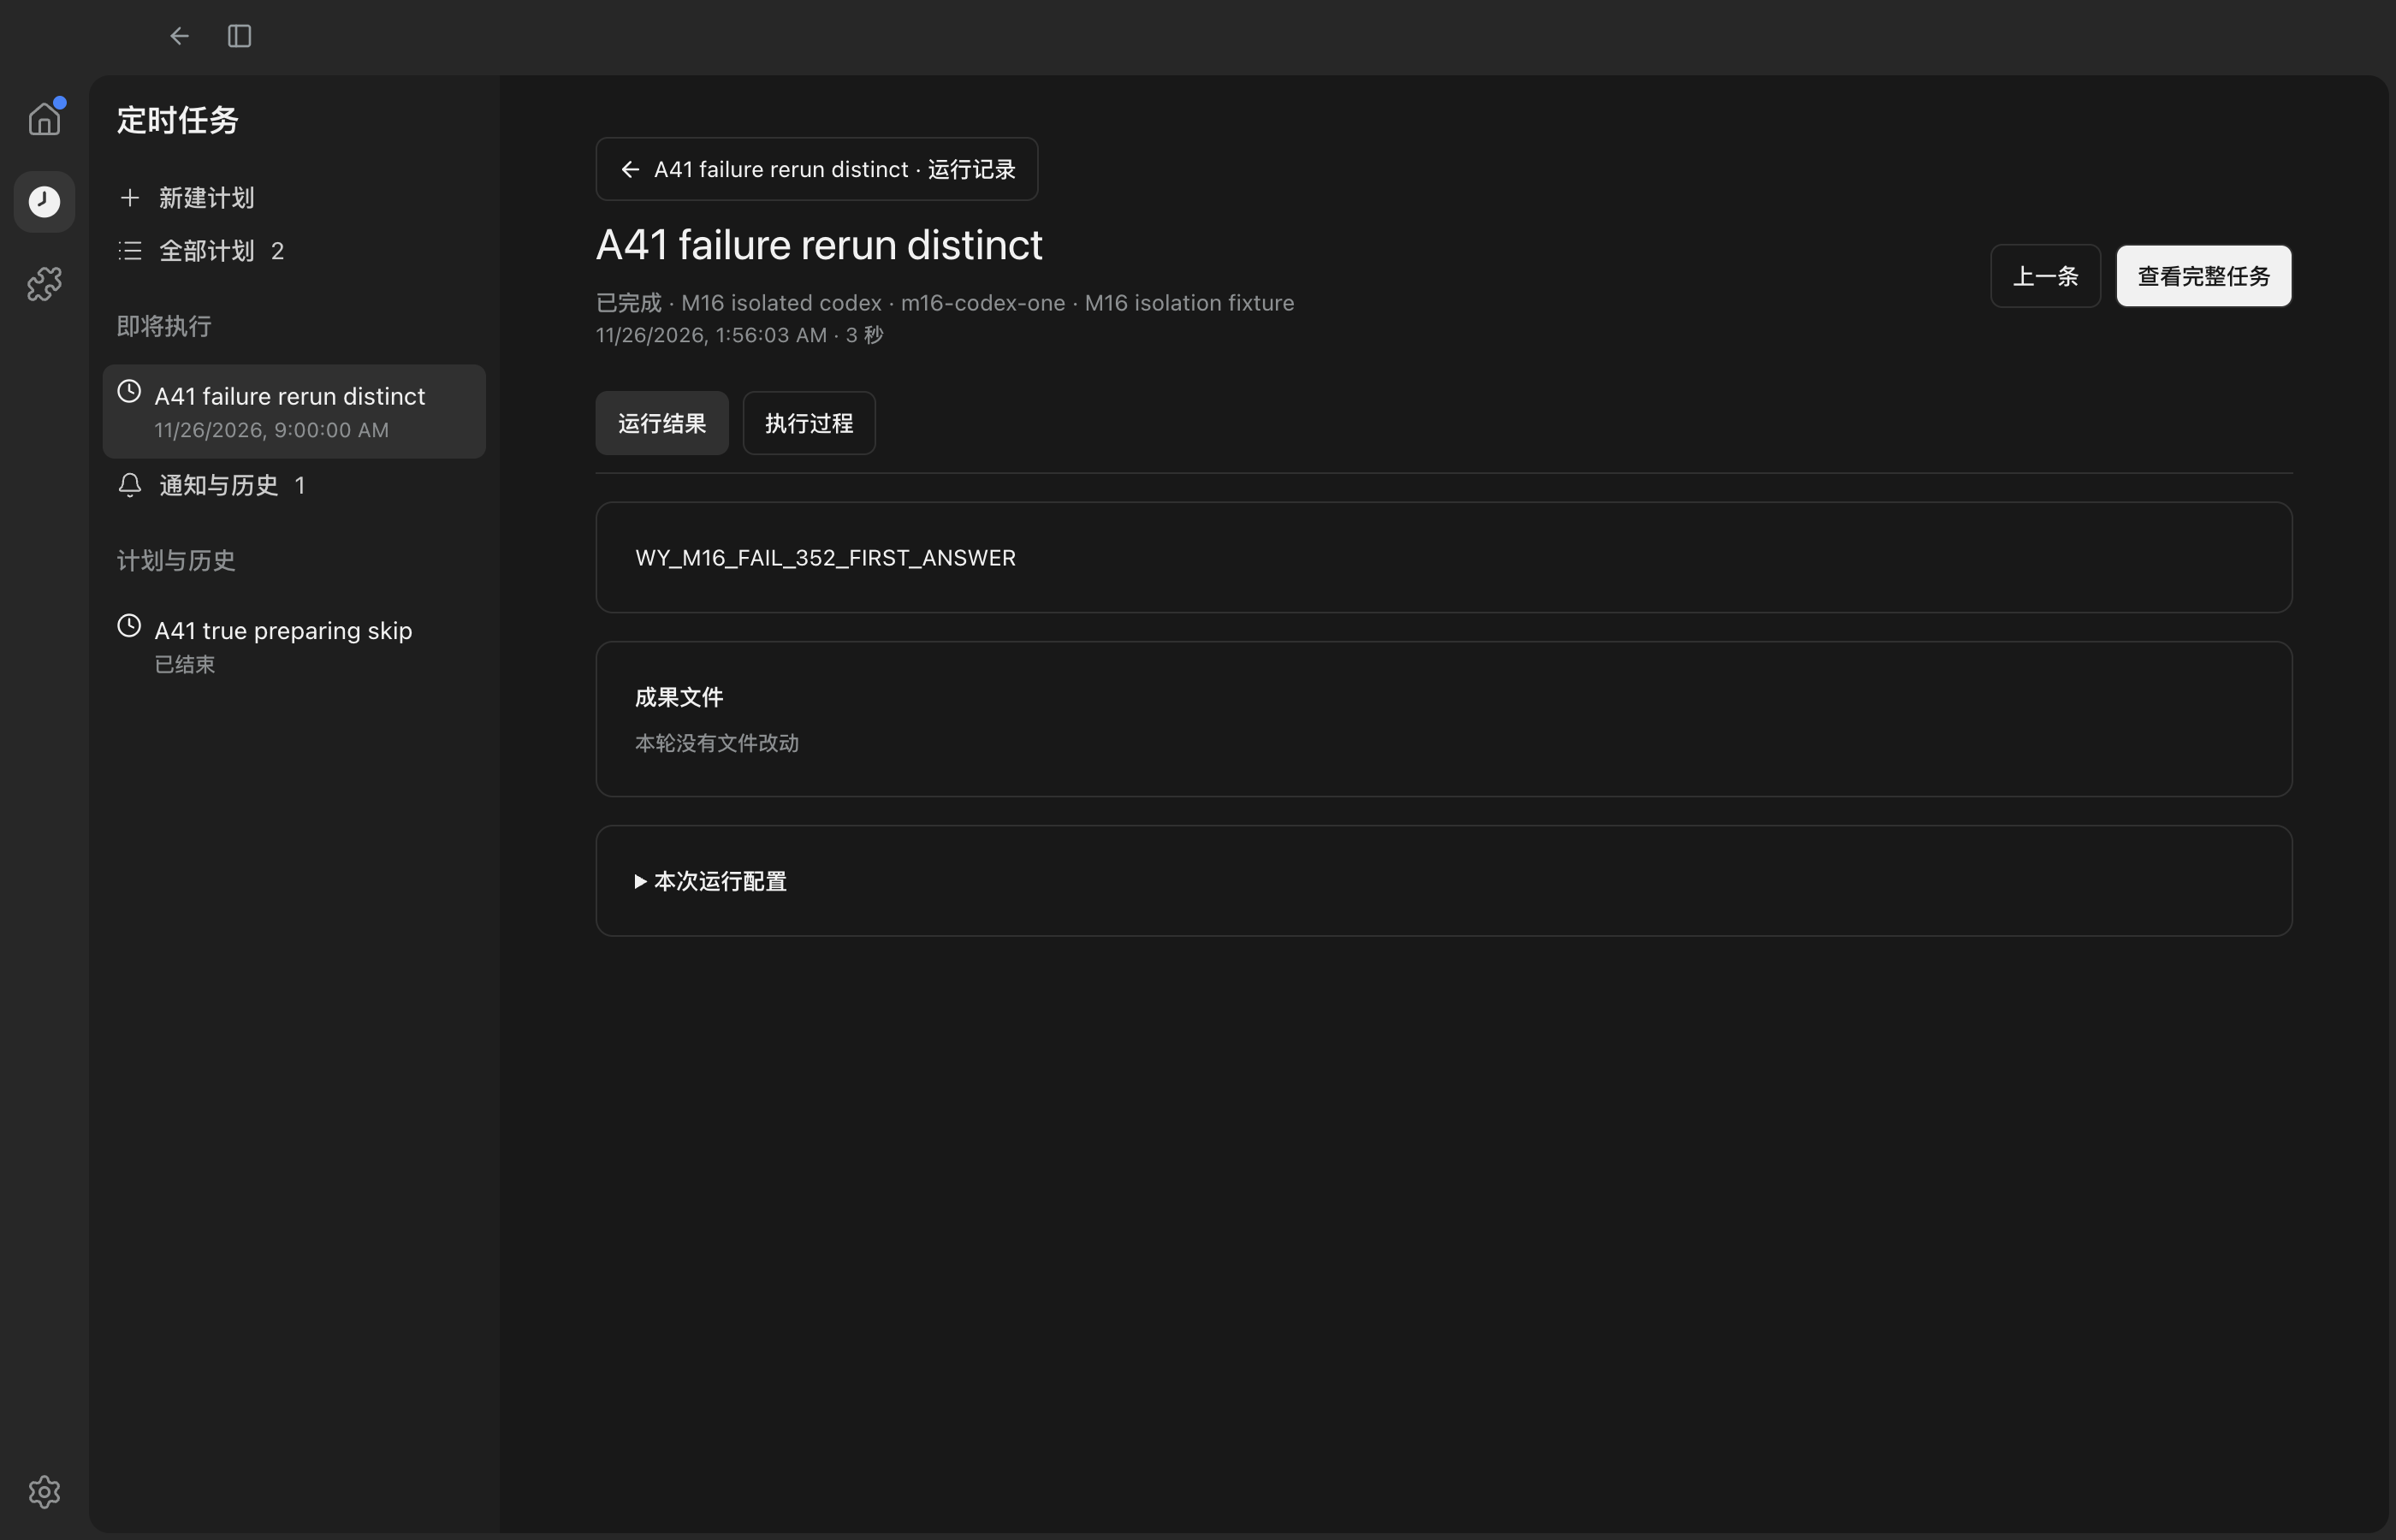 定时任务
新建计划
全部计划 2
即将执行
A41 failure rerun distinct
11/26/2026, 9:00:00 AM
通知与历史 1
计划与历史
A41 true preparing skip
已结束
A41 failure rerun distinct · 运行记录
A41 failure rerun distinct
已完成 · M16 isolated codex · m16-codex-one · M16 isolation fixture
11/26/2026, 1:56:03 AM · 3 秒
上一条
查看完整任务
运行结果
执行过程
WY_M16_FAIL_352_FIRST_ANSWER
成果文件
本轮没有文件改动
本次运行配置